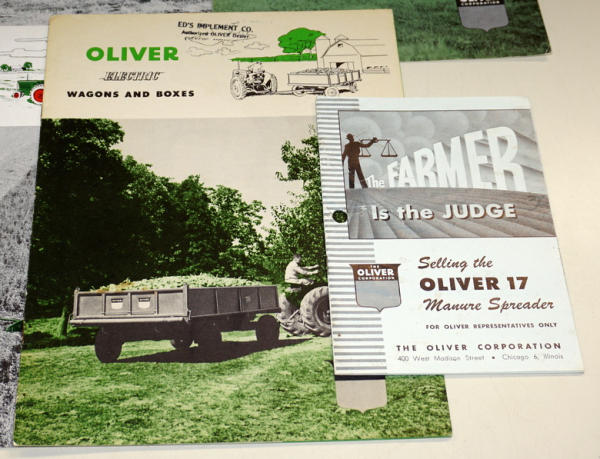 ED'S IMPLEMENT CO.
Authorized OLIVER Dealer
OLIVER
ELECTRIC
WAGONS AND BOXES
The FARMER
Is the JUDGE
THE
OLIVER
CORPORATION
Selling the
OLIVER 17
Manure Spreader
FOR OLIVER REPRESENTATIVES ONLY
THE OLIVER CORPORATION
400 West Madison Street • Chicago 6, Illinois
CORPORATION